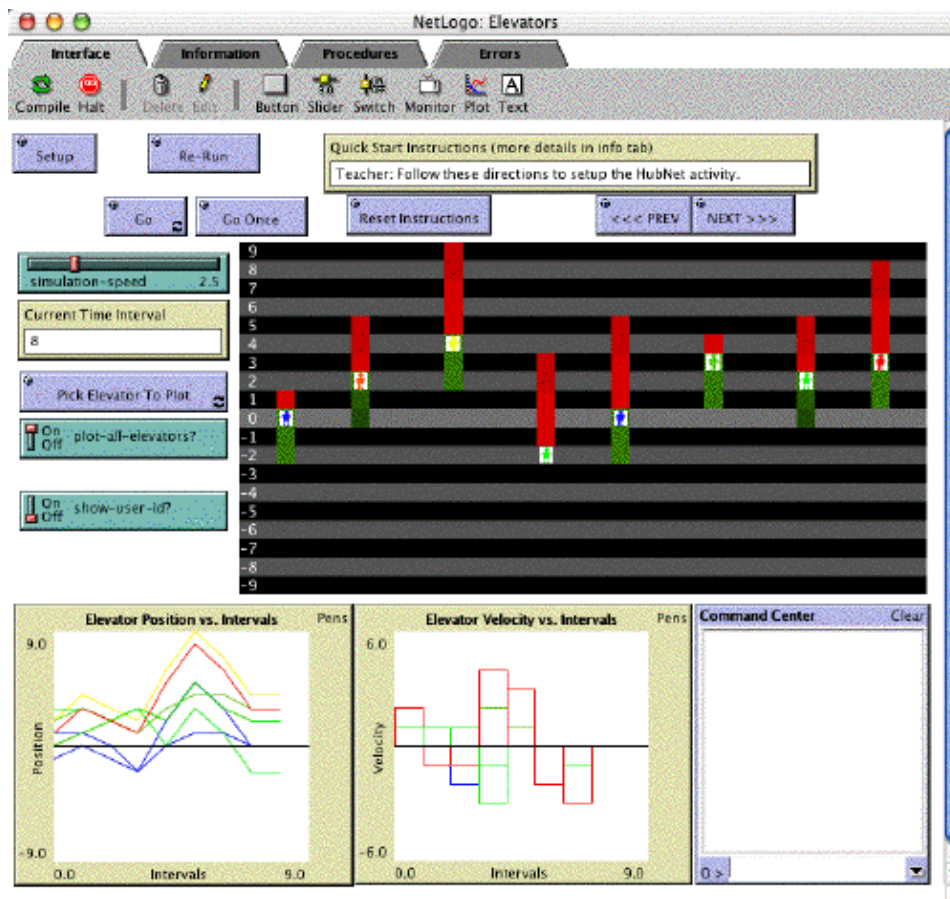 NetLogo: Elevators
Interface Information Procedures Errors
Compile Halt Delete Edit Button Slider Switch Monitor Plot Text
Setup Re-Run
Quick Start Instructions (more details in info tab)
Teacher: Follow these directions to setup the HubNet activity.
Go Go Once Reset Instructions <<< PREV NEXT >>>
simulation-speed 2.5
Current Time Interval
8
Pick Elevator To Plot
On
Off
plot-all-elevators?
On
Off
show-user-id?
9
8
7
6
5
4
3
2
1
0
-1
-2
-3
-4
-5
-6
-7
-8
-9
Elevator Position vs. Intervals Pens
9.0
Position
-9.0
0.0 Intervals 9.0
Elevator Velocity vs. Intervals Pens
6.0
Velocity
-6.0
0.0 Intervals 9.0
Command Center Clear
O>